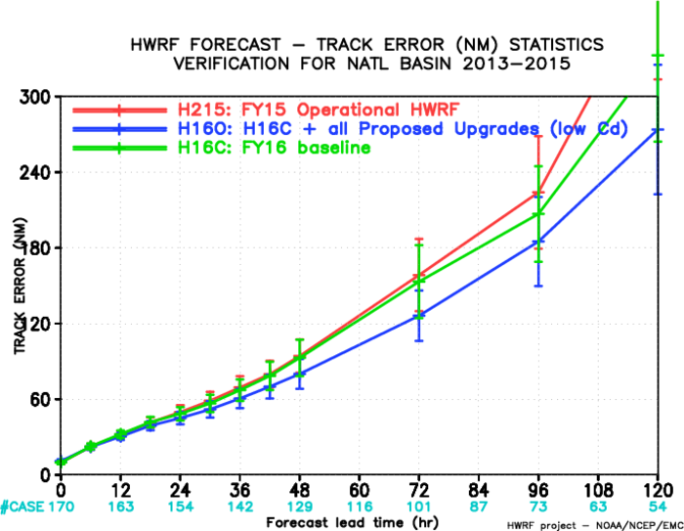 HWRF FORECAST – TRACK ERROR (NM) STATISTICS
VERIFICATION FOR NATL BASIN 2013–2015
H215: FY15 Operational HWRF
H16O: H16C + all Proposed Upgrades (low Cd)
H16C: FY16 baseline
TRACK ERROR (NM)
300
240
180
120
60
0
0 12 24 36 48 60 72 84 96 108 120
#CASE 170 163 154 142 129 116 101 87 73 63 54
Forecast lead time (hr)
HWRF project – NOAA/NCEP/EMC